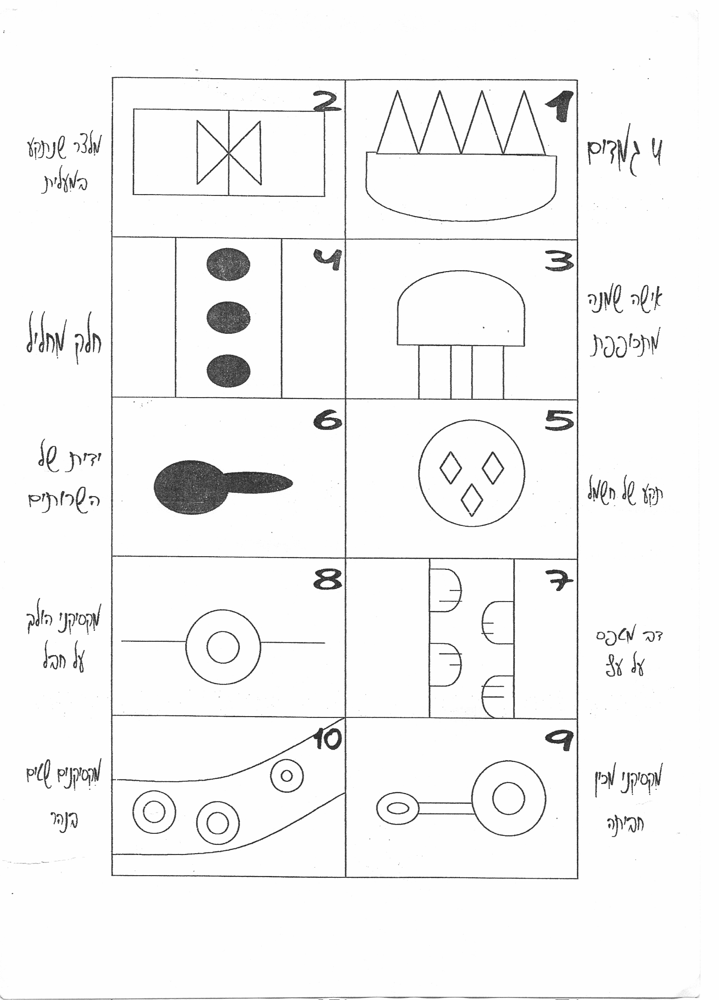 1
4 גמדים
2
מלצר שנתקע
במעלית
3
אישה שמנה
מתכופפת
4
חלק מחליל
5
תקע של חשמל
6
ידית של
השרותים
7
דב מטפס
על עץ
8
מקסיקני הולך
על חבל
9
מקסיקני מכין
חביתה
10
מקסיקנים שטים
בנהר